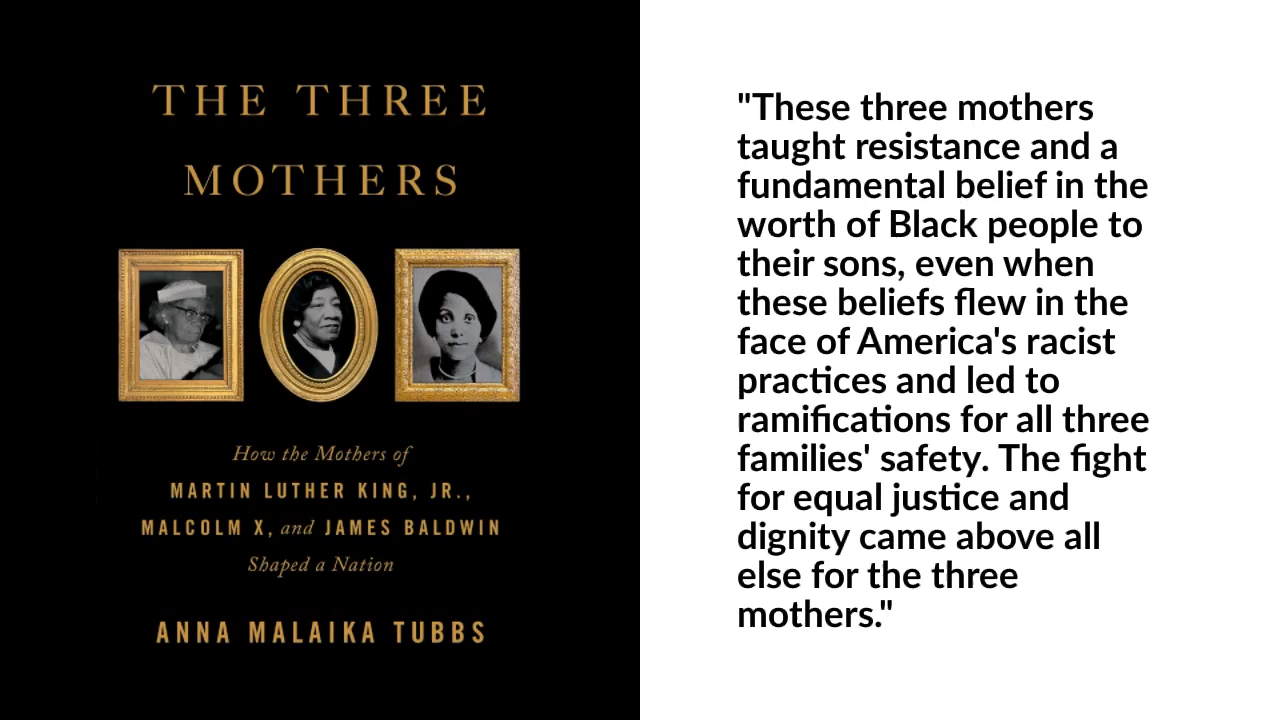 THE THREE
MOTHERS
How the Mothers of
MARTIN LUTHER KING, JR.,
MALCOLM X, and JAMES BALDWIN
Shaped a Nation
ANNA MALAIKA TUBBS
"These three mothers
taught resistance and a
fundamental belief in the
worth of Black people to
their sons, even when
these beliefs flew in the
face of America's racist
practices and led to
ramifications for all three
families' safety. The fight
for equal justice and
dignity came above all
else for the three
mothers."